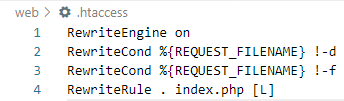 web > .htaccess
1 RewriteEngine on
2 RewriteCond %{REQUEST_FILENAME} !-d
3 RewriteCond %{REQUEST_FILENAME} !-f
4 RewriteRule . index.php [L]